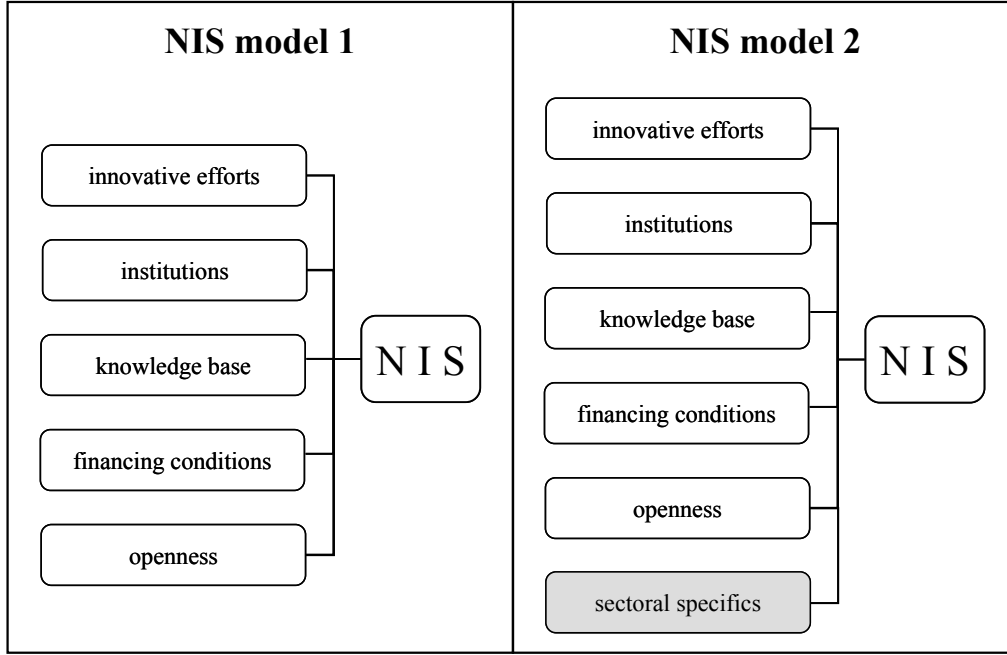 NIS model 1
innovative efforts
institutions
knowledge base
financing conditions
openness
N I S
NIS model 2
innovative efforts
institutions
knowledge base
financing conditions
openness
sectoral specifics
N I S